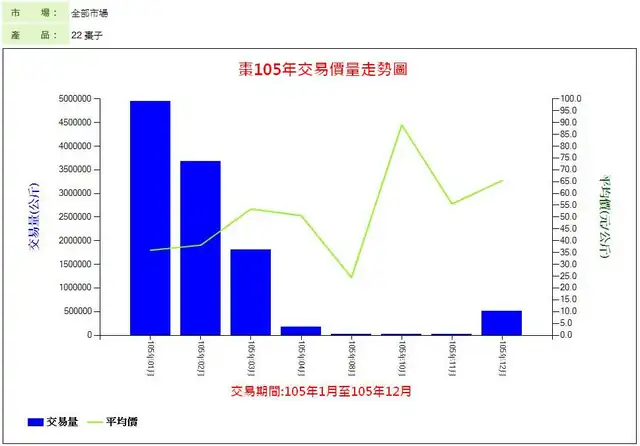 市　場： 全部市場
產　品： 22 棗子
棗105年交易價量走勢圖
交易量(公斤)
5000000
4500000
4000000
3500000
3000000
2500000
2000000
1500000
1000000
500000
0
100.0
95.0
90.0
85.0
80.0
75.0
70.0
65.0
60.0
55.0
50.0
45.0
40.0
35.0
30.0
25.0
20.0
15.0
10.0
5.0
0.0
平均價(元/公斤)
105年01月
105年02月
105年03月
105年04月
105年08月
105年10月
105年11月
105年12月
交易期間:105年1月至105年12月
交易量 平均價